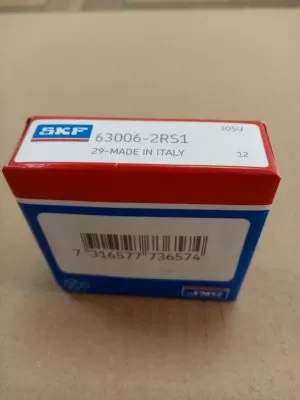 105U
SKF 63006-2RS1
29-MADE IN ITALY 12
7 316577 736574